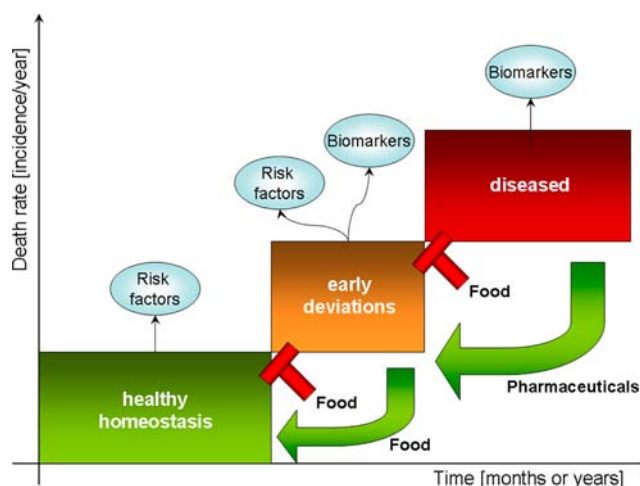 Death rate [incidence/year]
Biomarkers
Biomarkers
Risk
factors
diseased
Risk
factors
early
deviations
Food
Pharmaceuticals
healthy
homeostasis
Food
Food
Time [months or years]